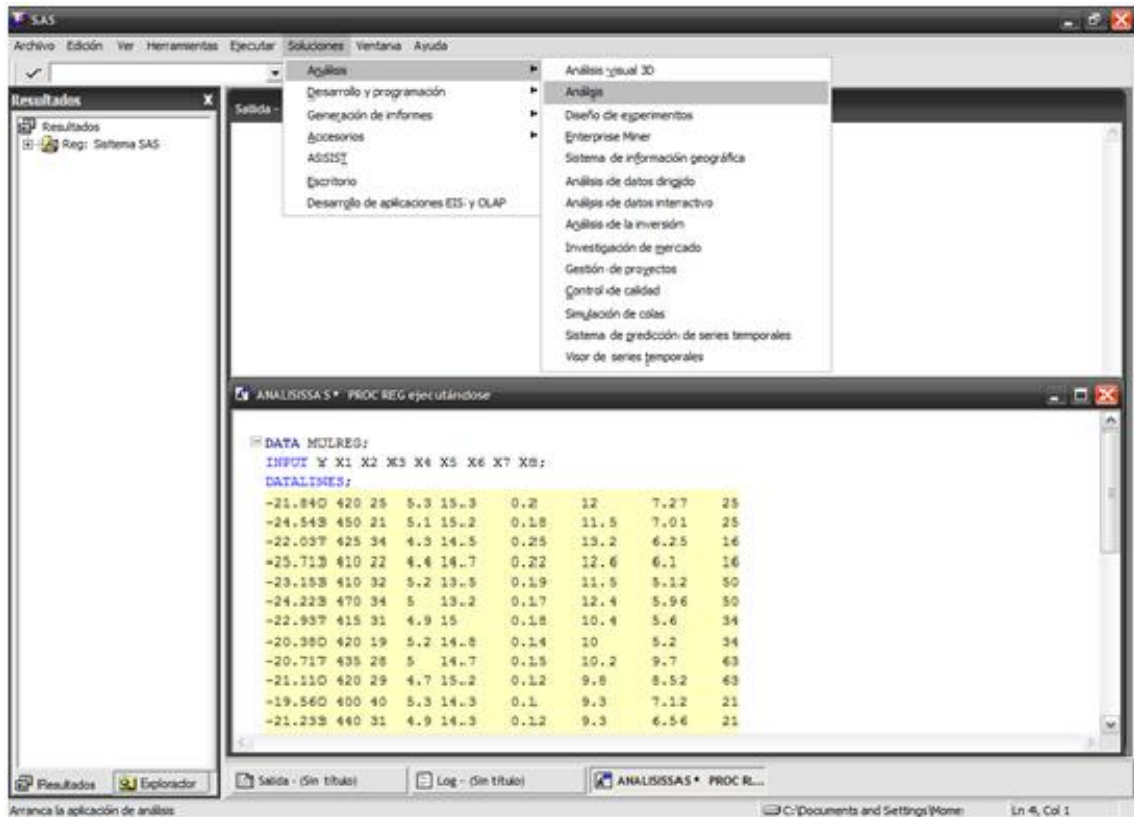 SAS
Archivo Edición Ver Herramientas Ejecutar Soluciones Ventana Ayuda
Resultados X
Resultados
Reg: Sistema SAS
Salida -
Análisis
Desarrollo y programación
Generación de informes
Accesorios
ASSIST
Escritorio
Desarrollo de aplicaciones EIS y OLAP
Análisis visual 3D
Análisis
Diseño de experimentos
Enterprise Miner
Sistema de información geográfica
Análisis de datos dirigido
Análisis de datos interactivo
Análisis de la inversión
Investigación de mercado
Gestión de proyectos
Control de calidad
Simulación de colas
Sistema de predicción de series temporales
Visor de series temporales
ANALISISSAS * PROC REG ejecutándose
DATA MULREG;
INPUT Y X1 X2 X3 X4 X5 X6 X7 X8;
DATALINES;
-21.840 420 25 5.3 15.3 0.2 12 7.27 25
-24.543 450 21 5.1 15.2 0.18 11.5 7.01 25
-22.037 425 34 4.3 14.5 0.25 13.2 6.25 16
-25.713 410 22 4.4 14.7 0.22 12.6 6.1 16
-23.153 410 32 5.2 13.5 0.19 11.5 5.12 50
-24.223 470 34 5 13.2 0.17 12.4 5.96 50
-22.937 415 31 4.9 15 0.18 10.4 5.6 34
-20.380 420 19 5.2 14.8 0.14 10 5.2 34
-20.717 435 28 5 14.7 0.15 10.2 9.7 63
-21.110 420 29 4.7 15.2 0.12 9.8 8.52 63
-19.560 400 40 5.3 14.3 0.1 9.3 7.12 21
-21.233 440 31 4.9 14.3 0.12 9.3 6.56 21
Resultados Explorador
Salida - (Sin título) Log - (Sin título) ANALISISSAS * PROC R...
Arranca la aplicación de análisis C:\Documents and Settings\Mome Ln 4, Col 1